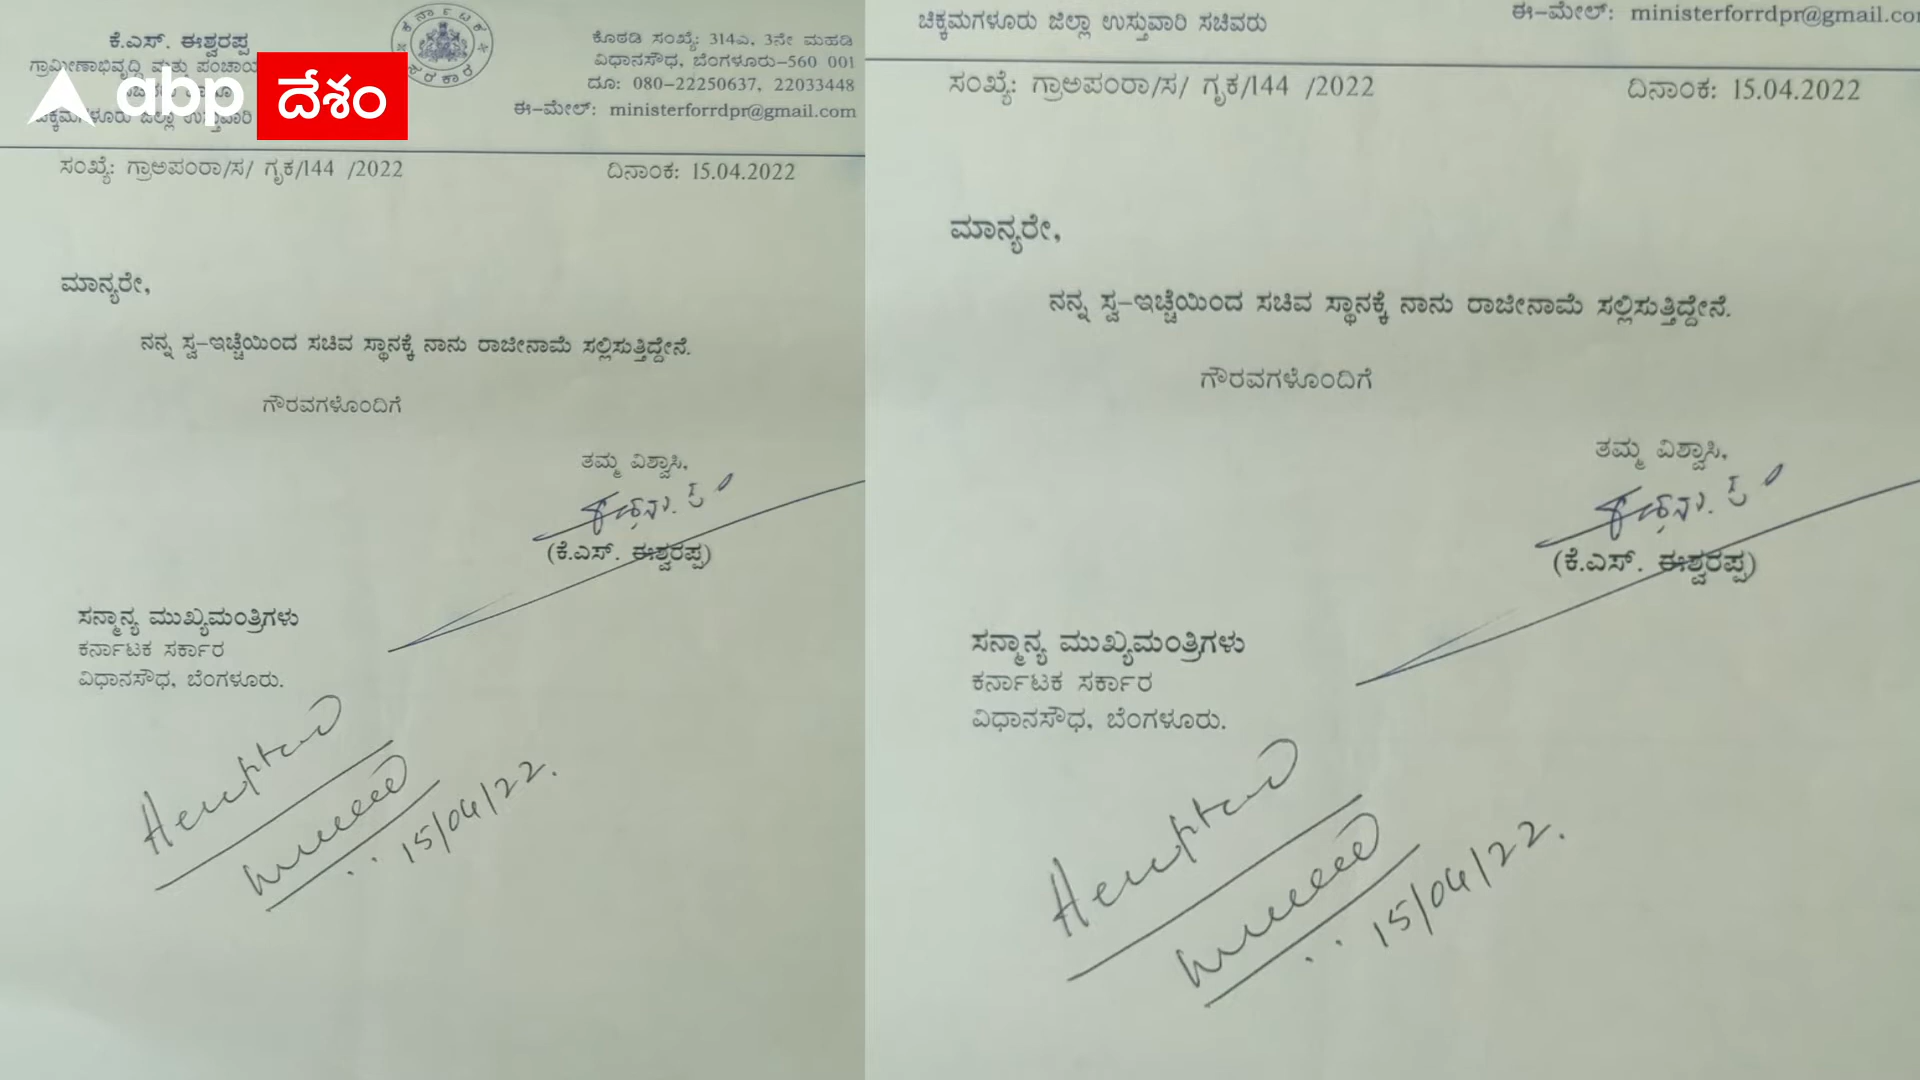 ಕೆ.ಎಸ್. ಈಶ್ವರಪ್ಪ
ಗ್ರಾಮೀಣಾಭಿವೃದ್ಧಿ ಮತ್ತು
abp దేశం
ಕರ್ನಾಟಕ ಸರಕಾರ
ಕೊಠಡಿ ಸಂಖ್ಯೆ: 314ಎ, 3ನೇ ಮಹಡಿ
ವಿಧಾನಸೌಧ, ಬೆಂಗಳೂರು-560 001
ದೂ: 080-22250637, 22033448
ಈ-ಮೇಲ್: ministerforrdpr@gmail.com
ಸಂಖ್ಯೆ: ಗ್ರಾಅಪಂರಾ/ಸ/ ಗೃಕ/144 /2022
ದಿನಾಂಕ: 15.04.2022
ಮಾನ್ಯರೇ,
ನನ್ನ ಸ್ವ-ಇಚ್ಛೆಯಿಂದ ಸಚಿವ ಸ್ಥಾನಕ್ಕೆ ನಾನು ರಾಜೀನಾಮೆ ಸಲ್ಲಿಸುತ್ತಿದ್ದೇನೆ.
ಗೌರವಗಳೊಂದಿಗೆ
ತಮ್ಮ ವಿಶ್ವಾಸಿ,
(ಕೆ.ಎಸ್. ಈಶ್ವರಪ್ಪ)
ಸನ್ಮಾನ್ಯ ಮುಖ್ಯಮಂತ್ರಿಗಳು
ಕರ್ನಾಟಕ ಸರ್ಕಾರ
ವಿಧಾನಸೌಧ, ಬೆಂಗಳೂರು.
Accepted
15/04/22.
ಚಿಕ್ಕಮಗಳೂರು ಜಿಲ್ಲಾ ಉಸ್ತುವಾರಿ ಸಚಿವರು
ಈ-ಮೇಲ್: ministerforrdpr@gmail.co
ಸಂಖ್ಯೆ: ಗ್ರಾಅಪಂರಾ/ಸ/ ಗೃಕ/144 /2022
ದಿನಾಂಕ: 15.04.2022
ಮಾನ್ಯರೇ,
ನನ್ನ ಸ್ವ-ಇಚ್ಛೆಯಿಂದ ಸಚಿವ ಸ್ಥಾನಕ್ಕೆ ನಾನು ರಾಜೀನಾಮೆ ಸಲ್ಲಿಸುತ್ತಿದ್ದೇನೆ.
ಗೌರವಗಳೊಂದಿಗೆ
ತಮ್ಮ ವಿಶ್ವಾಸಿ,
(ಕೆ.ಎಸ್. ಈಶ್ವರಪ್ಪ)
ಸನ್ಮಾನ್ಯ ಮುಖ್ಯಮಂತ್ರಿಗಳು
ಕರ್ನಾಟಕ ಸರ್ಕಾರ
ವಿಧಾನಸೌಧ, ಬೆಂಗಳೂರು.
Accepted
15/04/22.